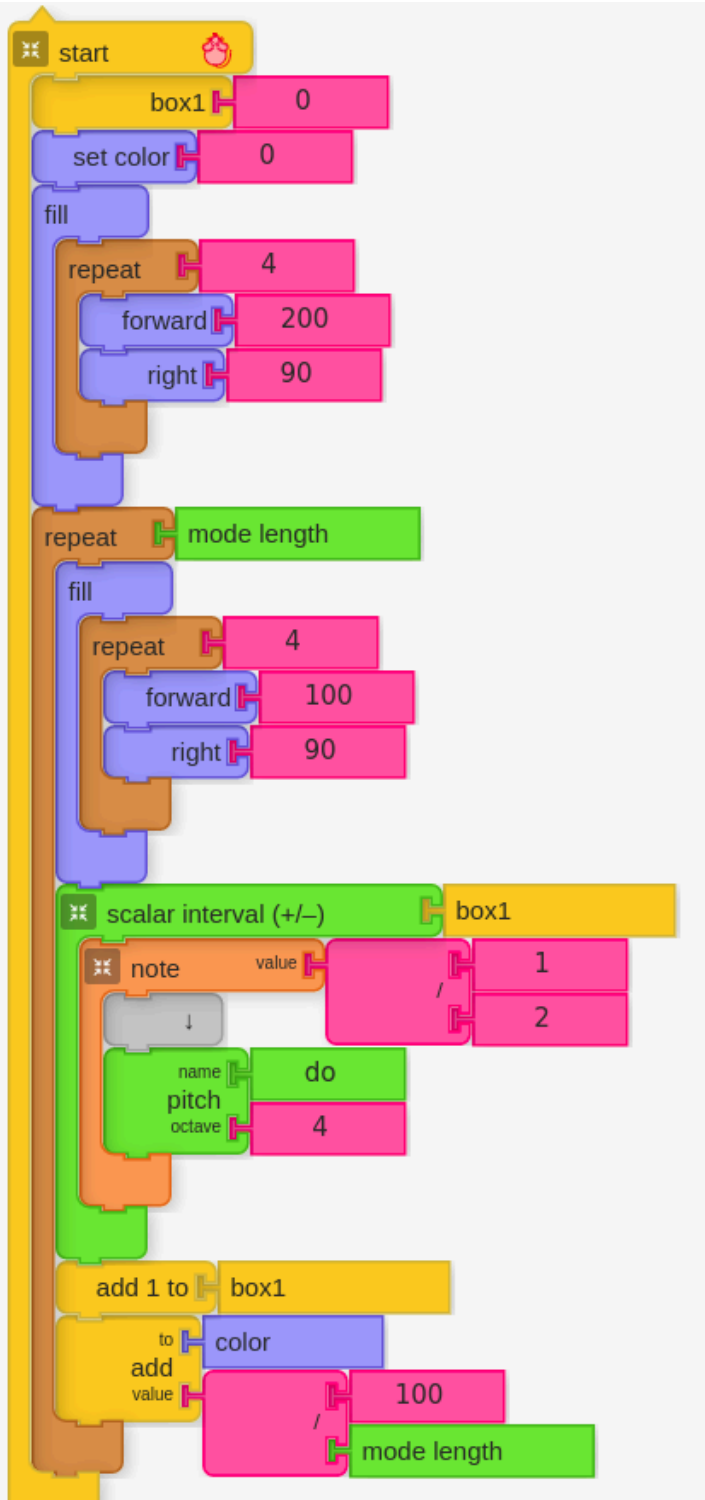 start
box1 0
set color 0
fill
repeat 4
forward 200
right 90
repeat mode length
fill
repeat 4
forward 100
right 90
scalar interval (+/–) box1
note value / 1
2
↓
name do
pitch
octave 4
add 1 to box1
to color
add
value / 100
mode length